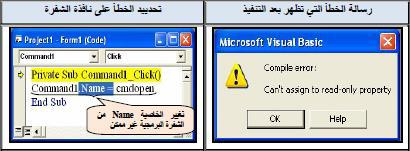 رسالة الخطأ التي تظهر بعد التنفيذ
تحديد الخطأ على نافذة الشفرة
Microsoft Visual Basic
Compile error:
Can't assign to read-only property
OK
Help
Project1 - Form1 (Code)
Command1
Click
Private Sub Command1_Click()
Command1.Name = cmdopen
End Sub
تغيير الخاصية Name من
الشفرة البرمجية غير ممكن